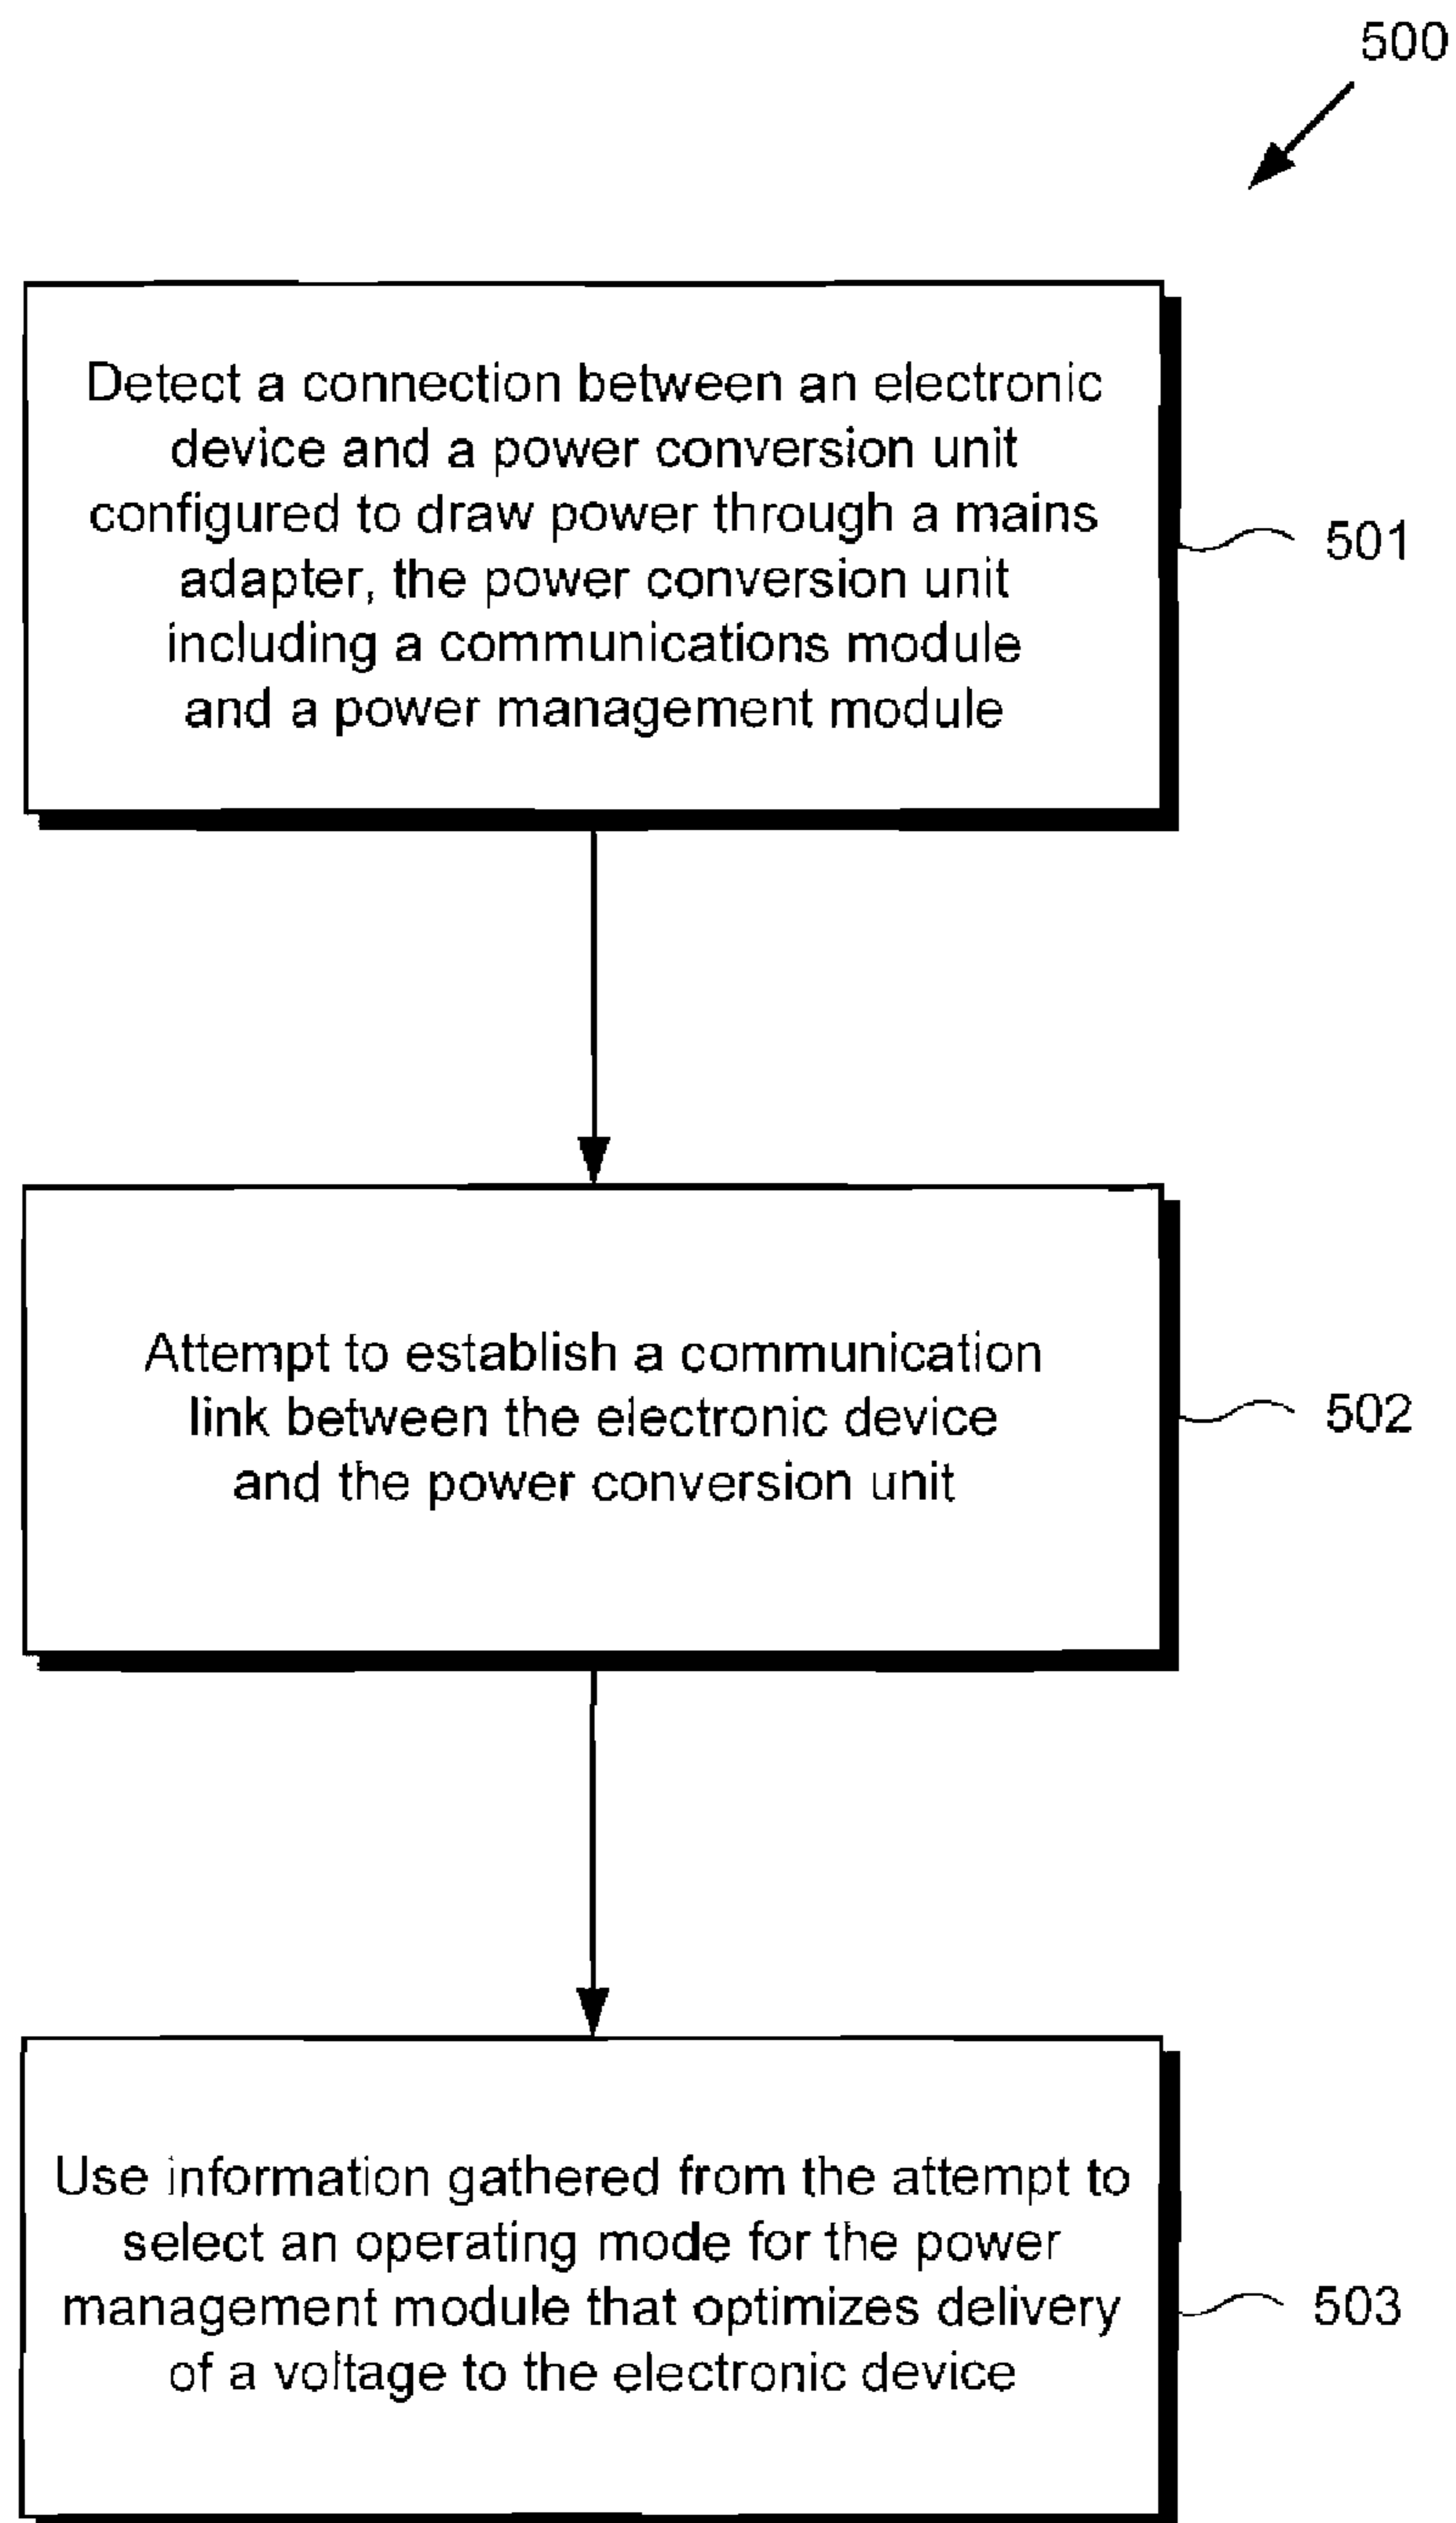 500
Detect a connection between an electronic
device and a power conversion unit
configured to draw power through a mains
adapter, the power conversion unit
including a communications module
and a power management module
501
Attempt to establish a communication
link between the electronic device
and the power conversion unit
502
Use information gathered from the attempt to
select an operating mode for the power
management module that optimizes delivery
of a voltage to the electronic device
503